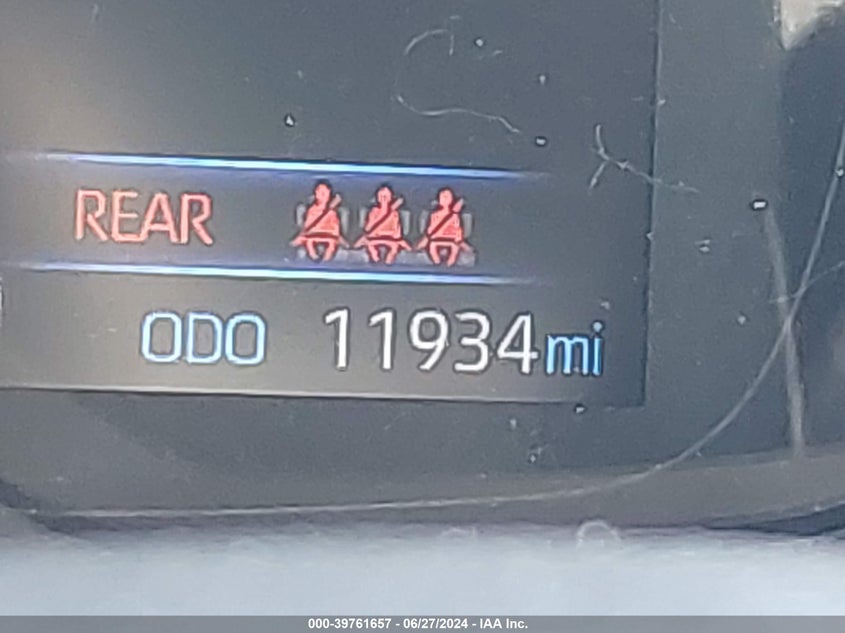 REAR
ODO 11934mi
000-39761657 - 06/27/2024 - IAA Inc.